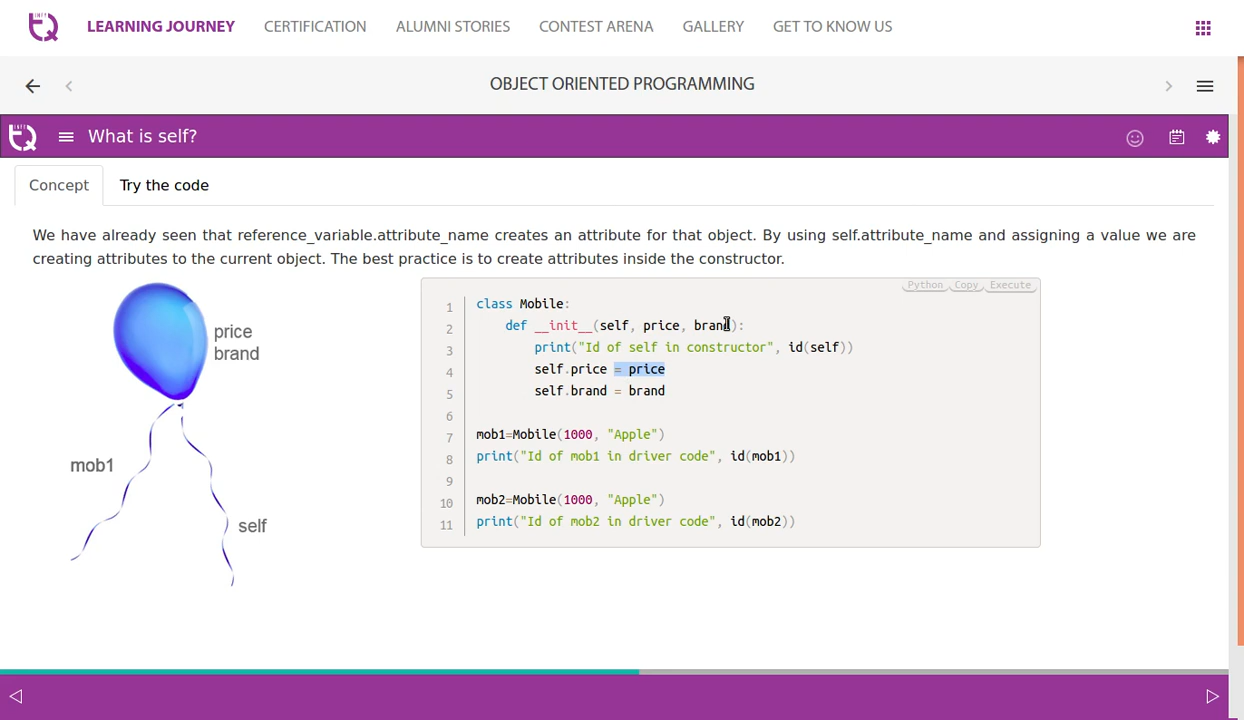 LEARNING JOURNEY CERTIFICATION ALUMNI STORIES CONTEST ARENA GALLERY GET TO KNOW US
OBJECT ORIENTED PROGRAMMING
What is self?
Concept Try the code
We have already seen that reference_variable.attribute_name creates an attribute for that object. By using self.attribute_name and assigning a value we are
creating attributes to the current object. The best practice is to create attributes inside the constructor.
price
brand
mob1
self
Python Copy Execute
1 class Mobile:
2     def __init__(self, price, brand):
3         print("Id of self in constructor", id(self))
4         self.price = price
5         self.brand = brand
6
7 mob1=Mobile(1000, "Apple")
8 print("Id of mob1 in driver code", id(mob1))
9
10 mob2=Mobile(1000, "Apple")
11 print("Id of mob2 in driver code", id(mob2))